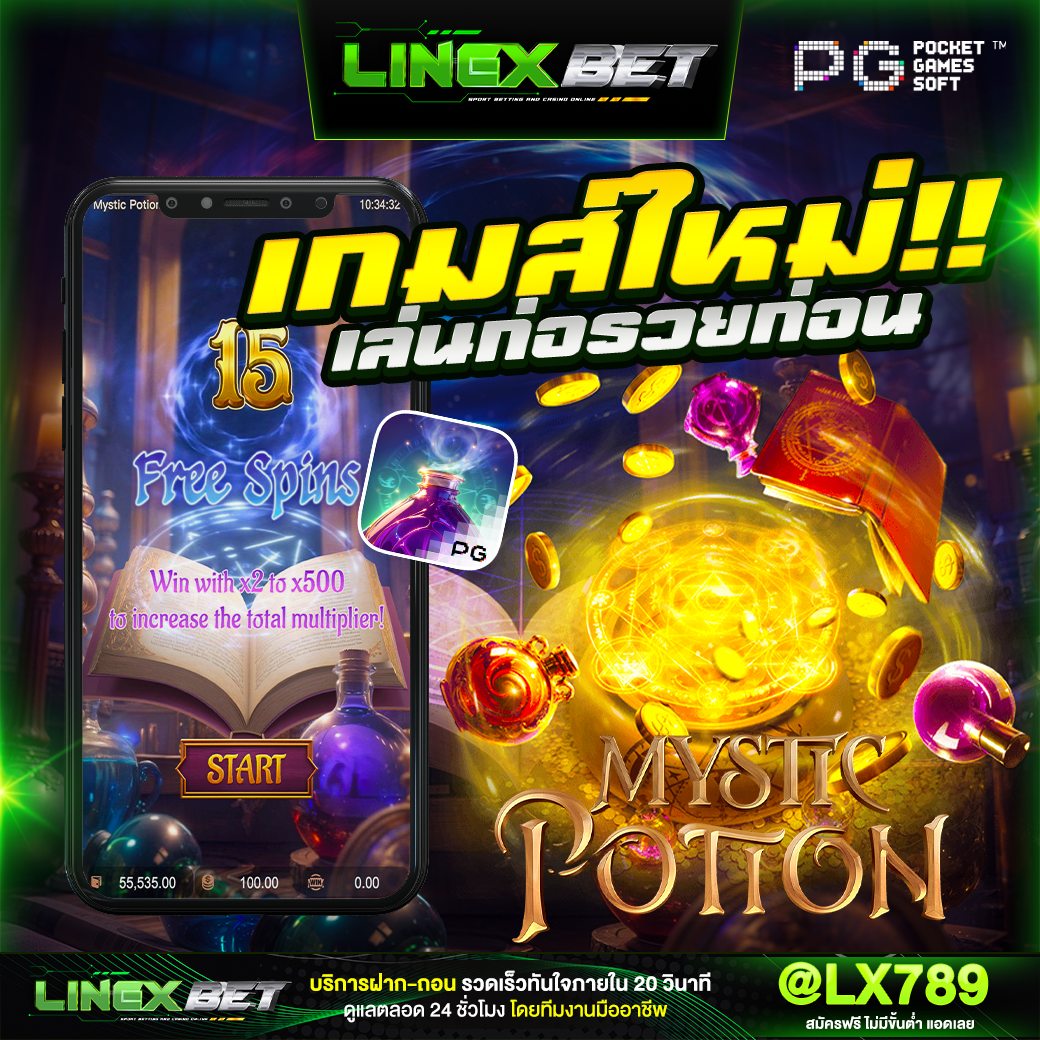 LINEXBET
SPORT BETTING AND CASINO ONLINE
PG POCKET GAMES SOFT ™
Mystic Potion
10:34:32
เกมส์ใหม่!!
เล่นก่อรวยก่อน
15
Free Spins
PG
Win with x2 to x500
to increase the total multiplier!
START
MYSTIC
POTION
55,535.00
100.00
WIN
0.00
LINEXBET
SPORT BETTING AND CASINO ONLINE
บริการฝาก-ถอน รวดเร็วทันใจภายใน 20 วินาที
ดูแลตลอด 24 ชั่วโมง โดยทีมงานมืออาชีพ
@LX789
สมัครฟรี ไม่มีขั้นต่ำ แอดเลย